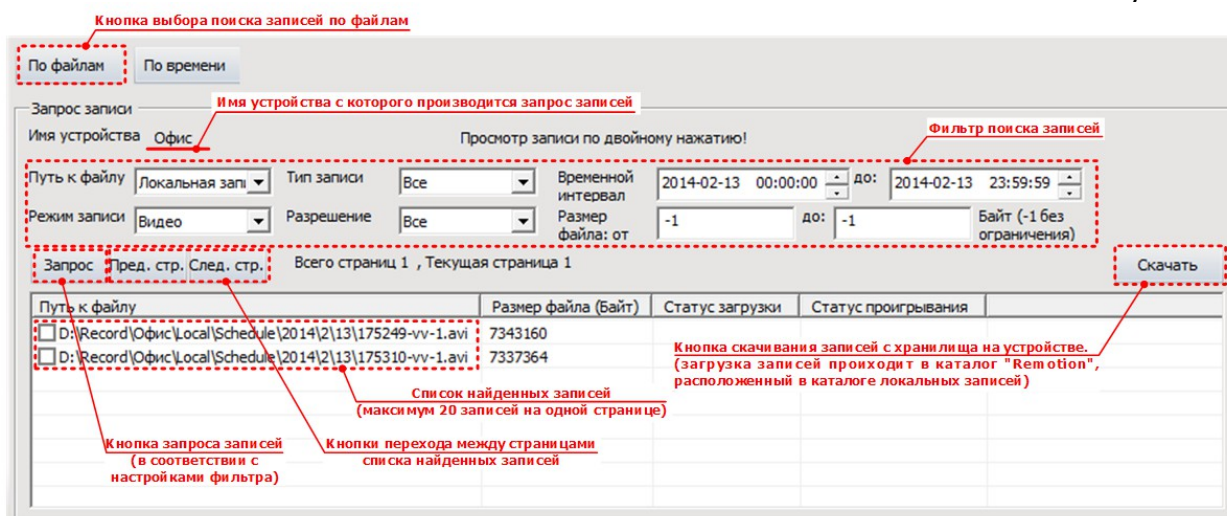 Кнопка выбора поиска записей по файлам
По файлам По времени
Запрос записи
Имя устройства с которого производится запрос записей
Имя устройства Офис Просмотр записи по двойному нажатию!
Фильтр поиска записей
Путь к файлу Локальная запи Тип записи Все Временной интервал 2014-02-13 00:00:00 до: 2014-02-13 23:59:59
Режим записи Видео Разрешение Все Размер файла: от -1 до: -1 Байт (-1 без ограничения)
Запрос Пред. стр. След. стр. Всего страниц 1 , Текущая страница 1 Скачать
Путь к файлу Размер файла (Байт) Статус загрузки Статус проигрывания
D:\Record\Офис\Local\Schedule\2014\2\13\175249-vv-1.avi 7343160
D:\Record\Офис\Local\Schedule\2014\2\13\175310-vv-1.avi 7337364
Кнопка скачивания записей с хранилища на устройстве.
(загрузка записей происходит в каталог "Remotion",
расположенный в каталоге локальных записей)
Список найденных записей
(максимум 20 записей на одной странице)
Кнопка запроса записей
(в соответствии с
настройками фильтра)
Кнопки перехода между страницами
списка найденных записей